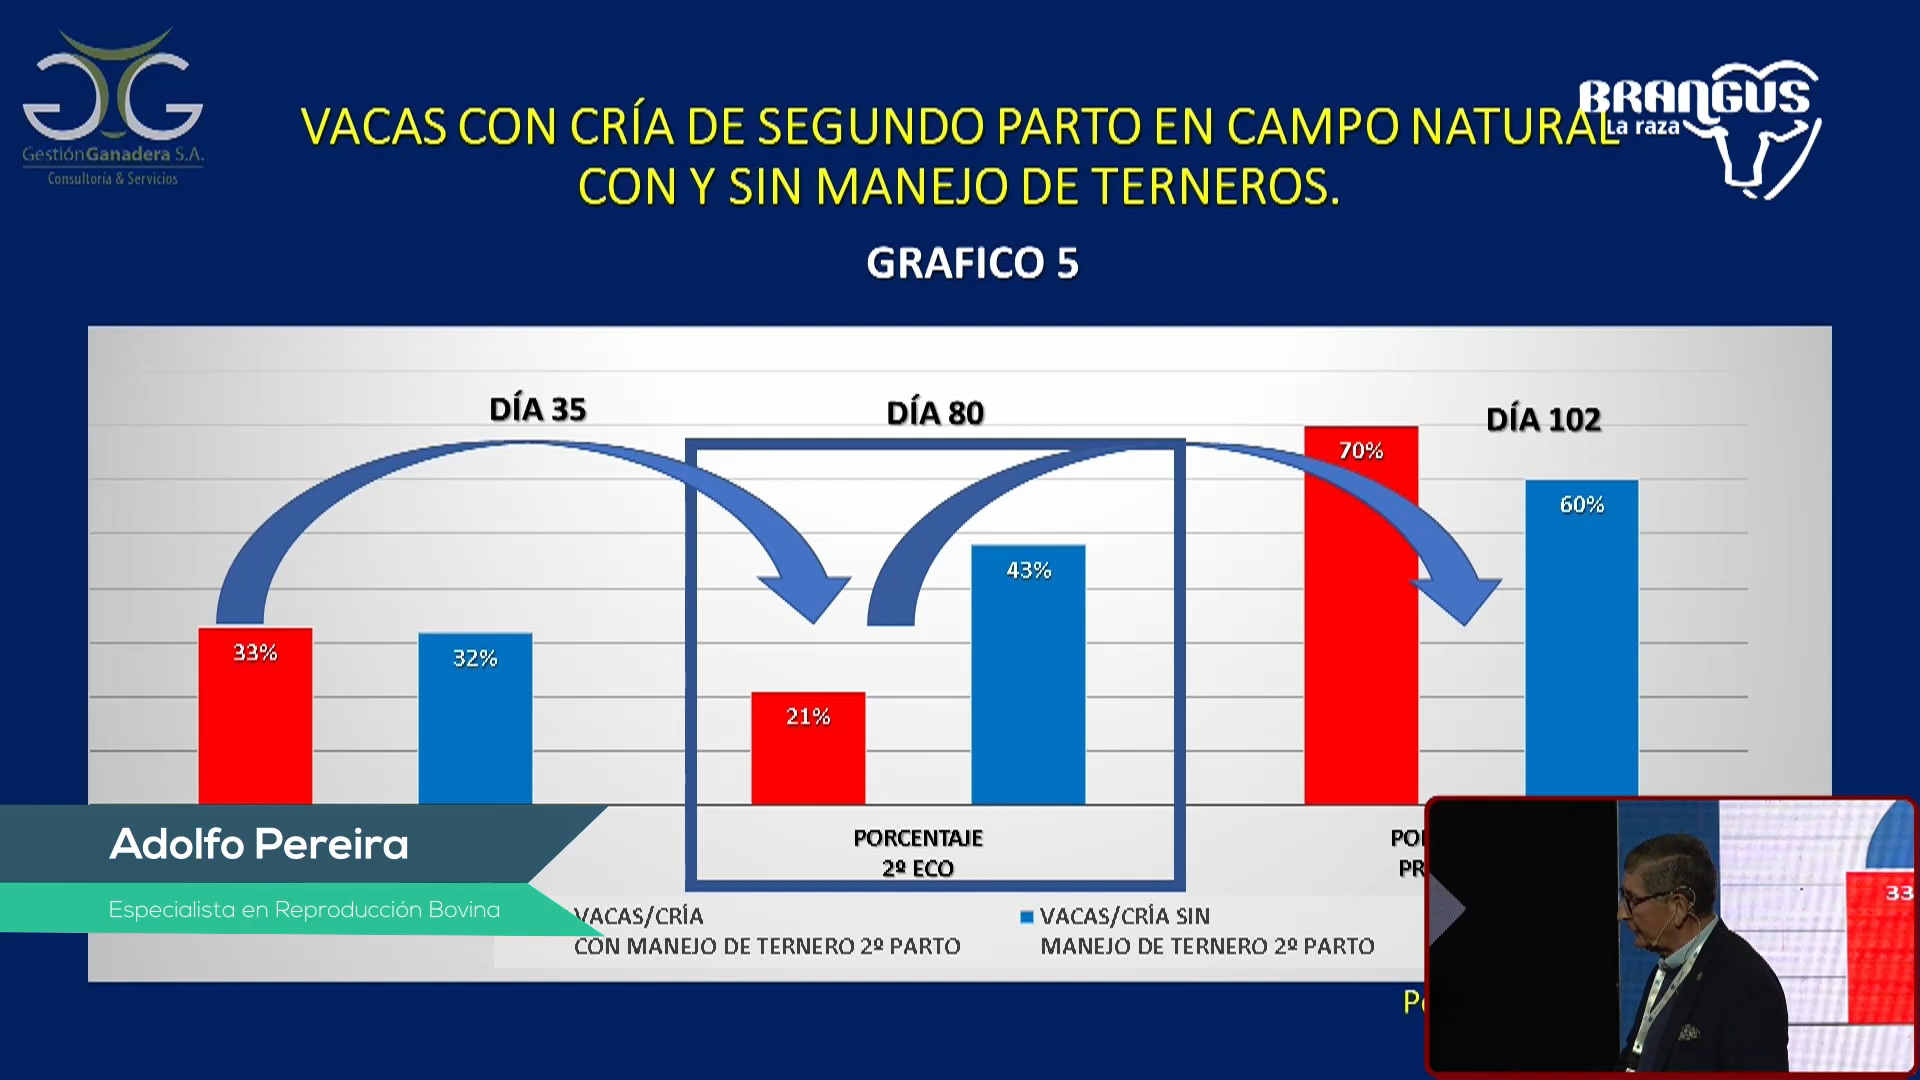 GestiónGanadera S.A.
Consultoría & Servicios
BRANGUS
La raza
VACAS CON CRÍA DE SEGUNDO PARTO EN CAMPO NATURAL
CON Y SIN MANEJO DE TERNEROS.
GRAFICO 5
DÍA 35
DÍA 80
DÍA 102
33%
32%
21%
43%
70%
60%
PORCENTAJE
2º ECO
VACAS/CRÍA
CON MANEJO DE TERNERO 2º PARTO
VACAS/CRÍA SIN
MANEJO DE TERNERO 2º PARTO
Adolfo Pereira
Especialista en Reproducción Bovina
33